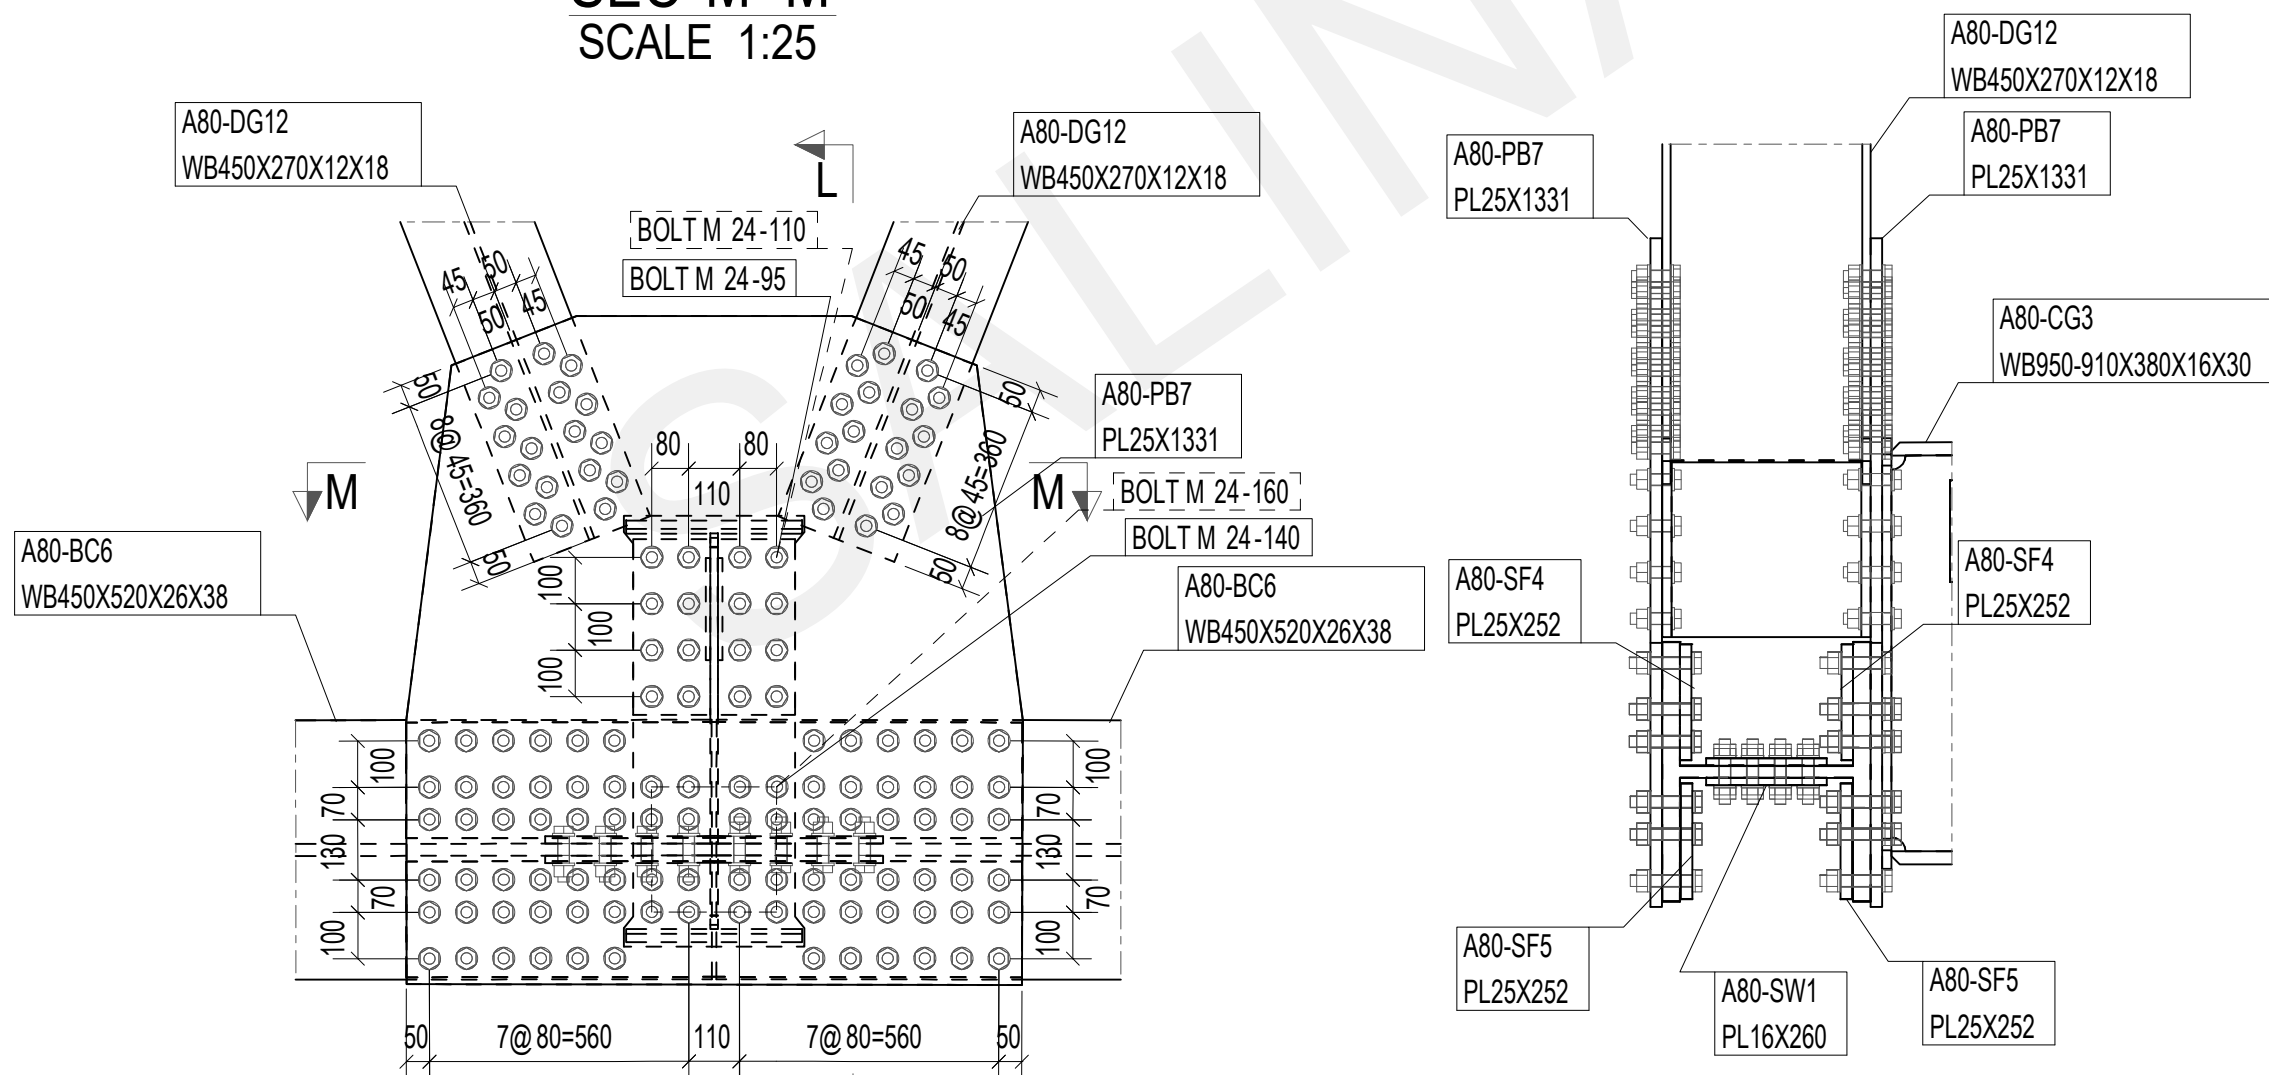 SEC M-M
SCALE 1:25
A80-DG12
WB450X270X12X18
A80-DG12
WB450X270X12X18
L
BOLT M 24-110
BOLT M 24-95
45
50
50
45
45
50
50
45
50
8@ 45=360
50
50
8@45=360
50
A80-PB7
PL25X1331
80
80
110
M
M
BOLT M 24-160
BOLT M 24-140
A80-BC6
WB450X520X26X38
A80-BC6
WB450X520X26X38
100
100
100
100
70
130
70
100
100
70
130
70
100
50
7@80=560
110
7@80=560
50
A80-DG12
WB450X270X12X18
A80-PB7
PL25X1331
A80-PB7
PL25X1331
A80-CG3
WB950-910X380X16X30
A80-SF4
PL25X252
A80-SF4
PL25X252
A80-SF5
PL25X252
A80-SW1
PL16X260
A80-SF5
PL25X252